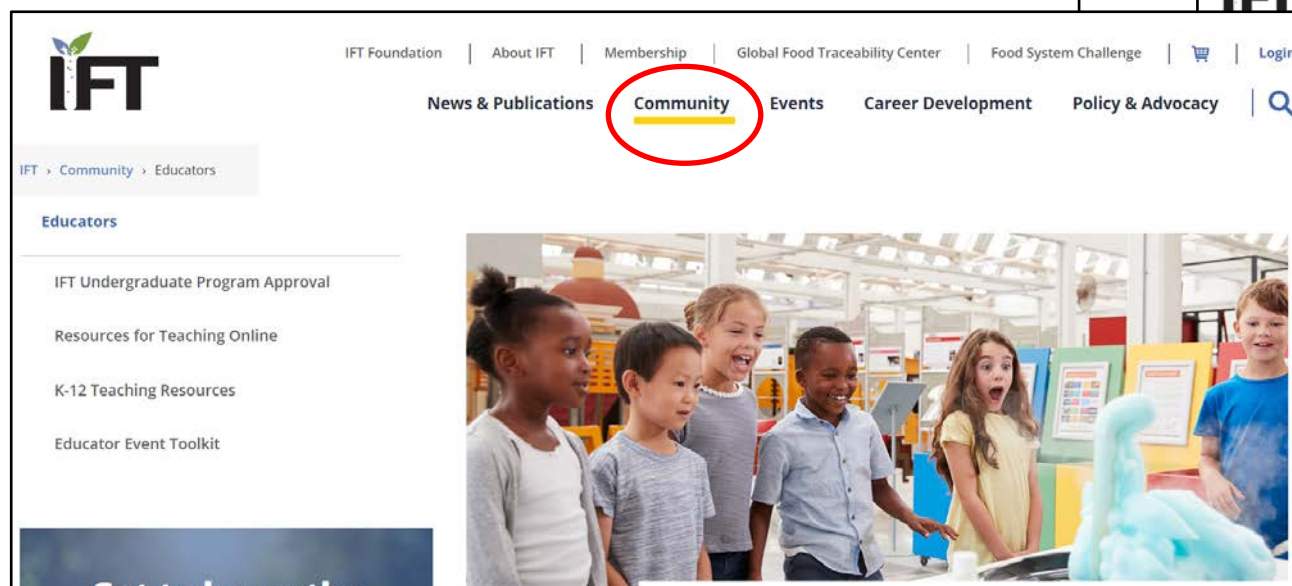 IFT
IFT
IFT Foundation | About IFT | Membership | Global Food Traceability Center | Food System Challenge | | Login
News & Publications Community Events Career Development Policy & Advocacy
IFT › Community › Educators
Educators
IFT Undergraduate Program Approval
Resources for Teaching Online
K-12 Teaching Resources
Educator Event Toolkit